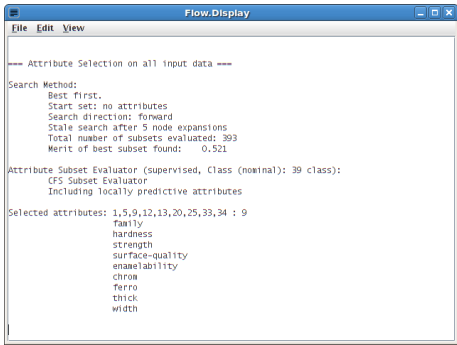 Flow.Display
File Edit View
=== Attribute Selection on all input data ===
Search Method:
Best first.
Start set: no attributes
Search direction: forward
Stale search after 5 node expansions
Total number of subsets evaluated: 393
Merit of best subset found: 0.521
Attribute Subset Evaluator (supervised, Class (nominal): 39 class):
CFS Subset Evaluator
Including locally predictive attributes
Selected attributes: 1,5,9,12,13,20,25,33,34 : 9
family
hardness
strength
surface-quality
enamelability
chrom
ferro
thick
width